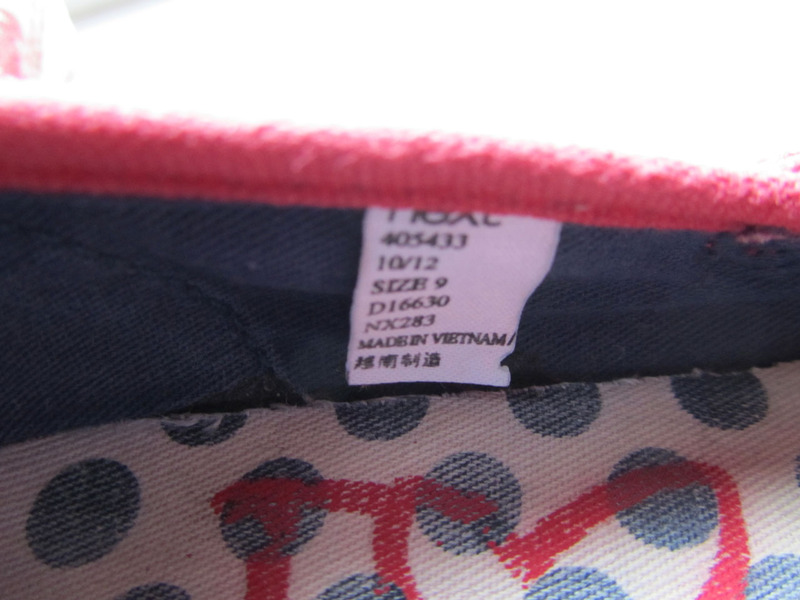 405433
10/12
SIZE 9
D16630
NX283
MADE IN VIETNAM/
越南制造